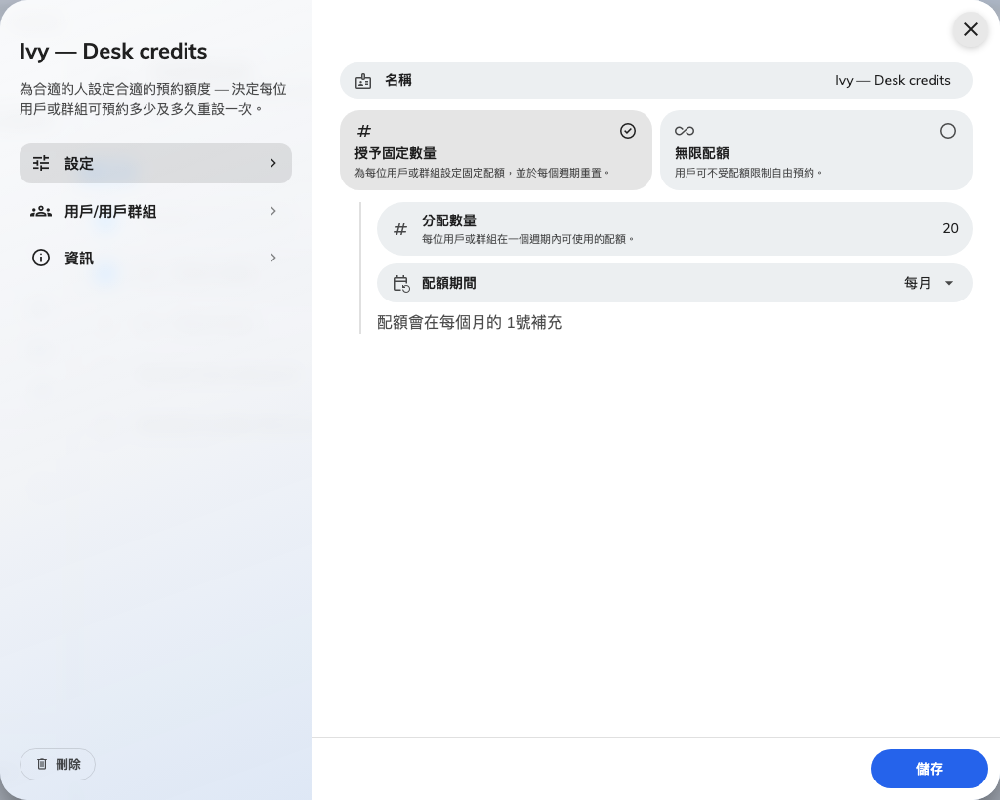 Ivy — Desk credits
為合適的人設定合適的預約額度 — 決定每位
用戶或群組可預約多少及多久重設一次。
設定
用戶/用戶群組
資訊
刪除
名稱
Ivy — Desk credits
授予固定數量
為每位用戶或群組設定固定配額，並於每個週期重置。
無限配額
用戶可不受配額限制自由預約。
分配數量
每位用戶或群組在一個週期內可使用的配額。
20
配額期間
每月
配額會在每個月的 1號補充
儲存